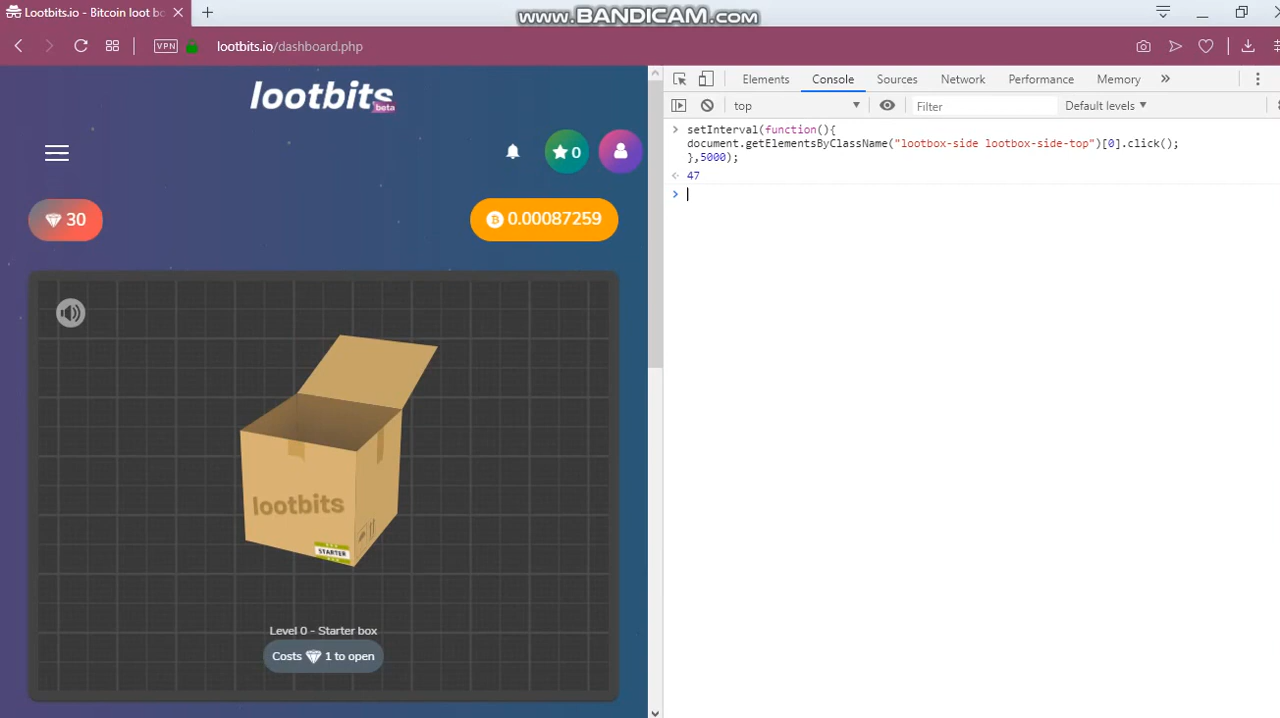 Lootbits.io - Bitcoin loot bo
www.BANDICAM.com
VPN
lootbits.io/dashboard.php
lootbits
beta
0
30
0.00087259
lootbits
STARTER
Level 0 - Starter box
Costs 1 to open
Elements Console Sources Network Performance Memory »
top Filter Default levels
setInterval(function(){
document.getElementsByClassName("lootbox-side lootbox-side-top")[0].click();
},5000);
47